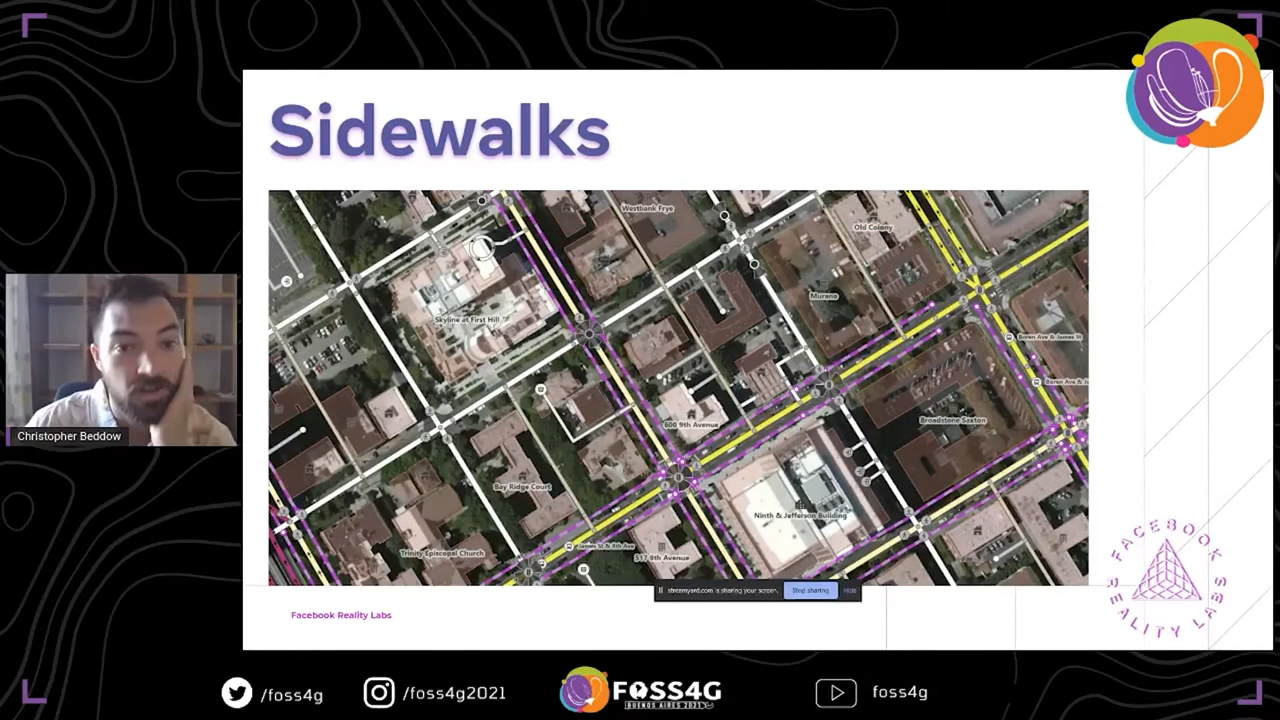 Sidewalks
Westbank Frye
Old Colony
Murano
Skyline at First Hill
Boren Ave & James St
Boren Ave & Ja
600 9th Avenue
Broadstone Saxton
Bay Ridge Court
Ninth & Jefferson Building
James St & 8th Ave
Trinity Episcopal Church
517 9th Avenue
Christopher Beddow
streamyard.com is sharing your screen.
Stop sharing
Hide
Facebook Reality Labs
FACEBOOK
REALITY LABS
/foss4g
/foss4g2021
FOSS4G
BUENOS AIRES 2021
foss4g